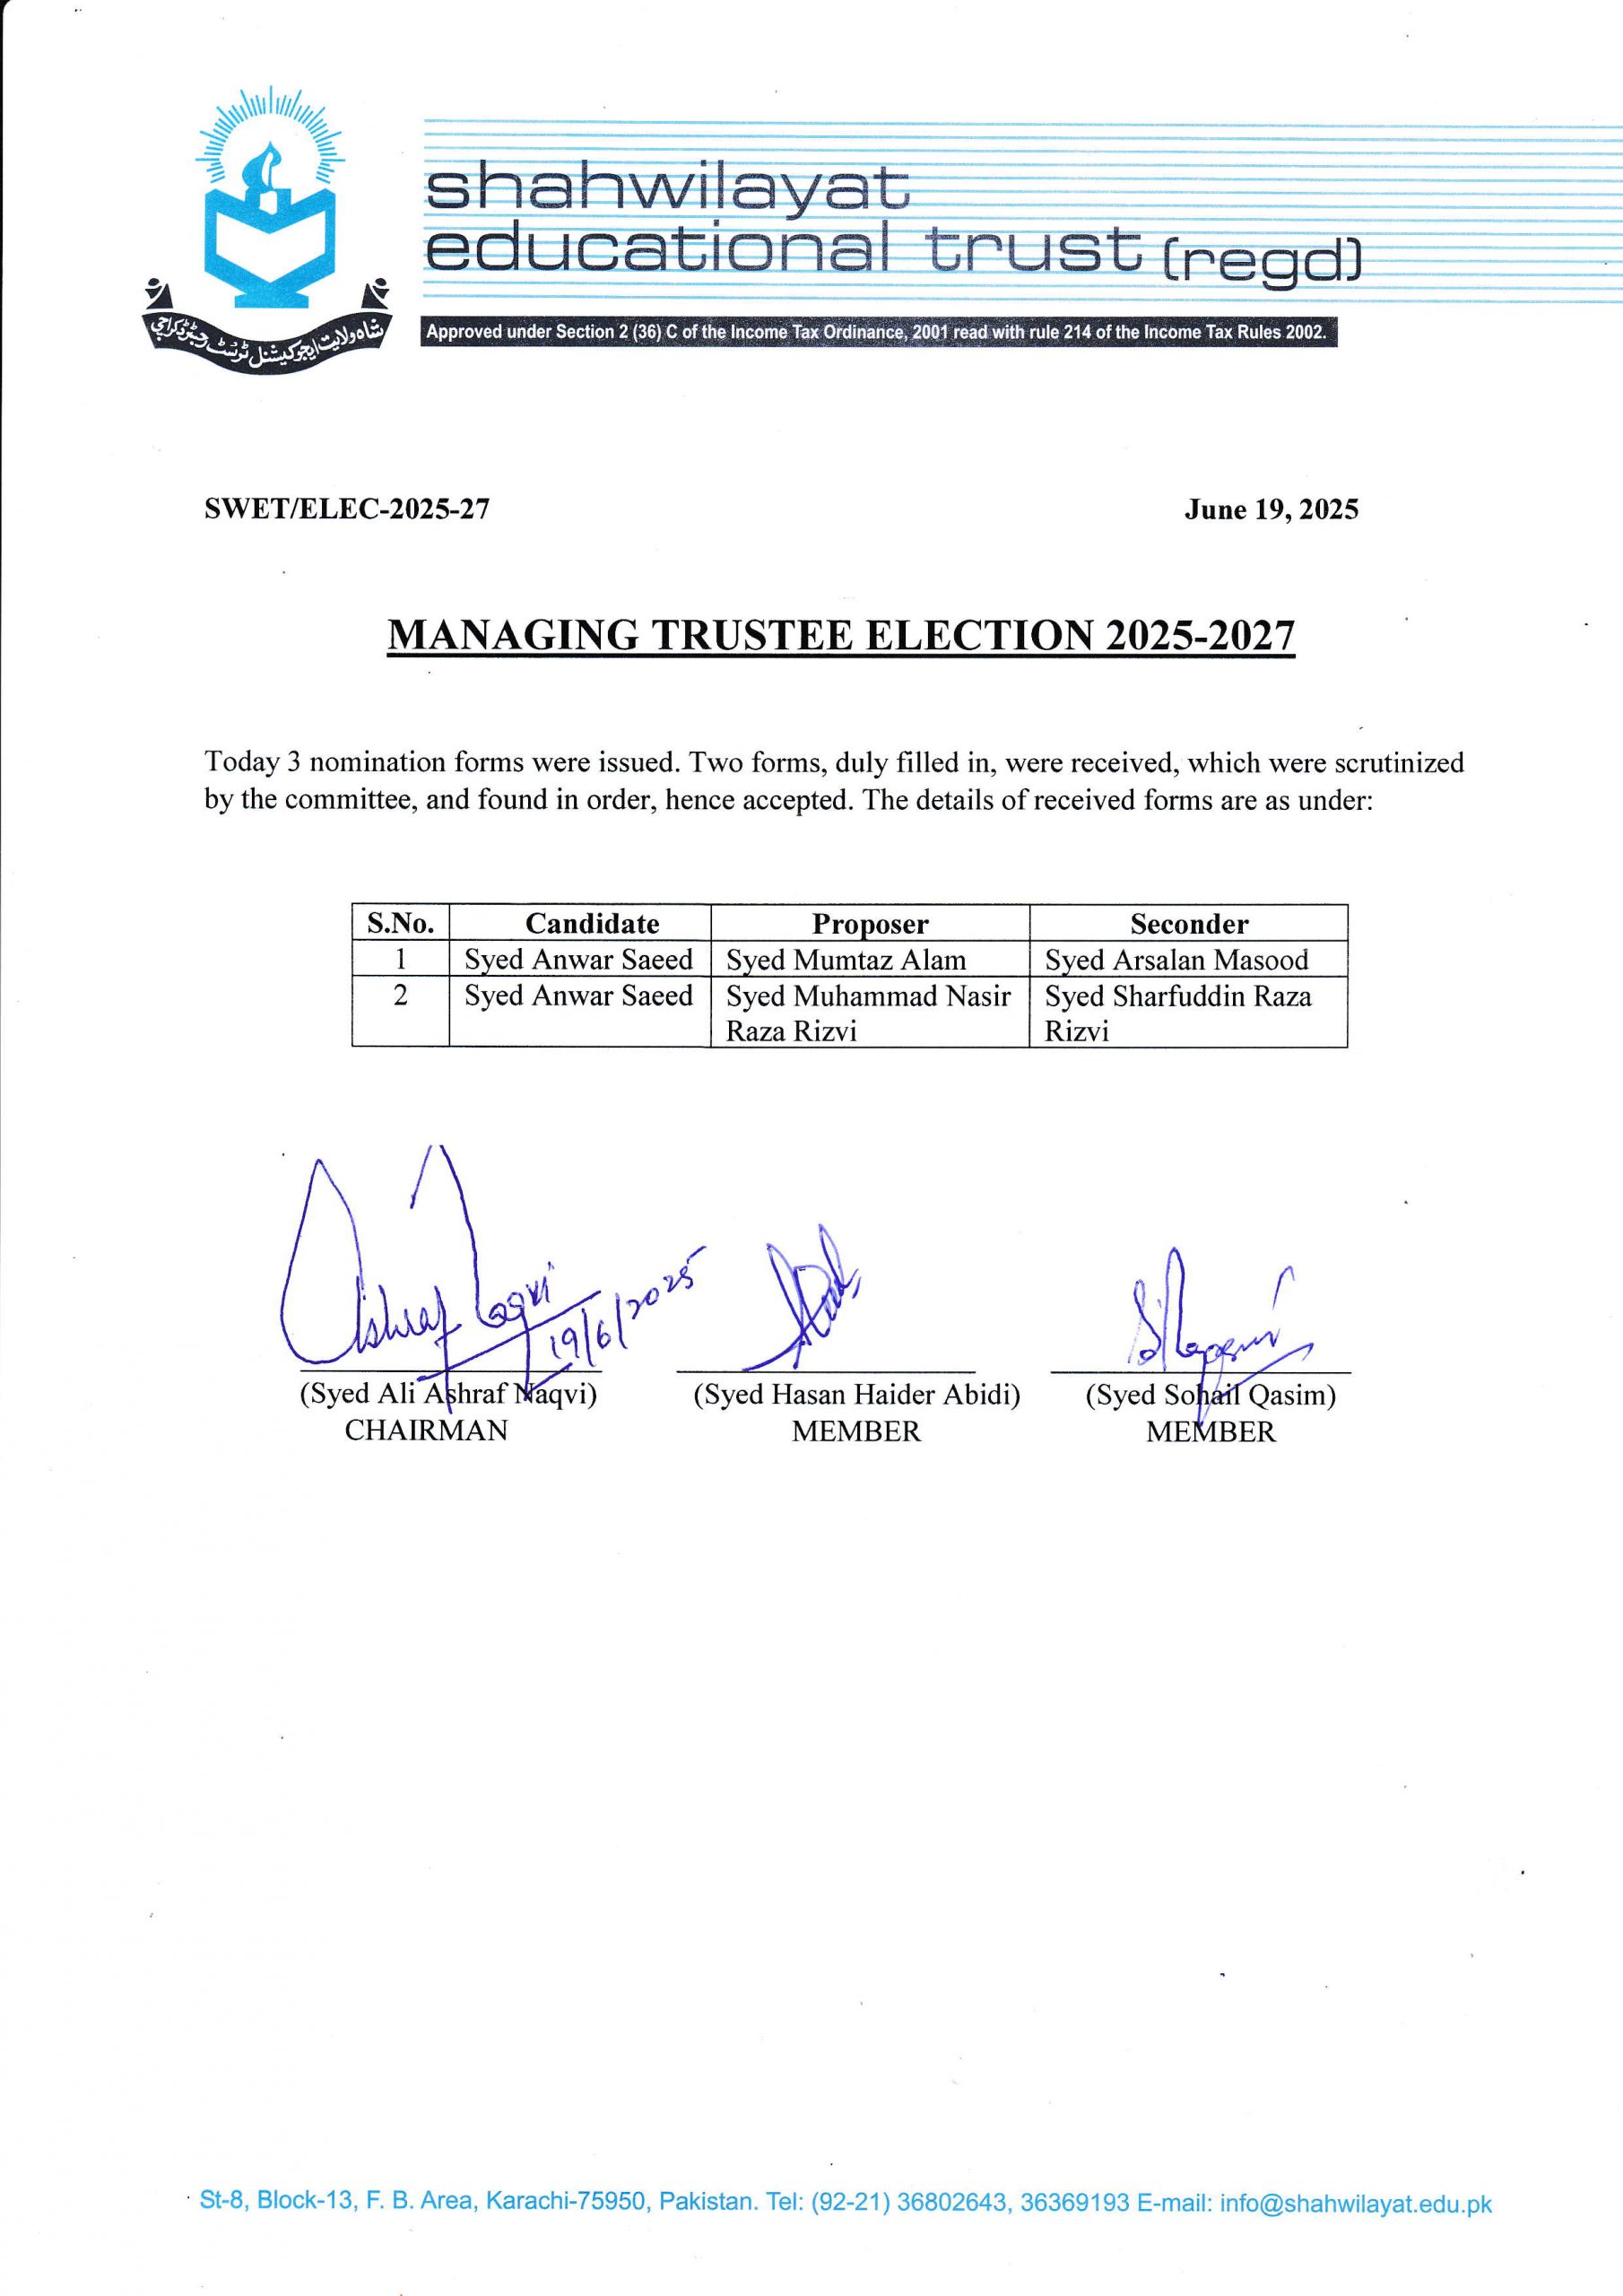 shahwilayat
educational trust (regd)
شاہ ولایت ایجوکیشنل ٹرسٹ رجسٹرڈ کراچی
Approved under Section 2 (36) C of the Income Tax Ordinance, 2001 read with rule 214 of the Income Tax Rules 2002.
SWET/ELEC-2025-27 June 19, 2025
MANAGING TRUSTEE ELECTION 2025-2027
Today 3 nomination forms were issued. Two forms, duly filled in, were received, which were scrutinized
by the committee, and found in order, hence accepted. The details of received forms are as under:
S.No. Candidate Proposer Seconder
1 Syed Anwar Saeed Syed Mumtaz Alam Syed Arsalan Masood
2 Syed Anwar Saeed Syed Muhammad Nasir Syed Sharfuddin Raza
Raza Rizvi Rizvi
Ashraf Naqvi
19/6/2025
(Syed Ali Ashraf Naqvi) (Syed Hasan Haider Abidi) (Syed Sohail Qasim)
CHAIRMAN MEMBER MEMBER
St-8, Block-13, F. B. Area, Karachi-75950, Pakistan. Tel: (92-21) 36802643, 36369193 E-mail: info@shahwilayat.edu.pk